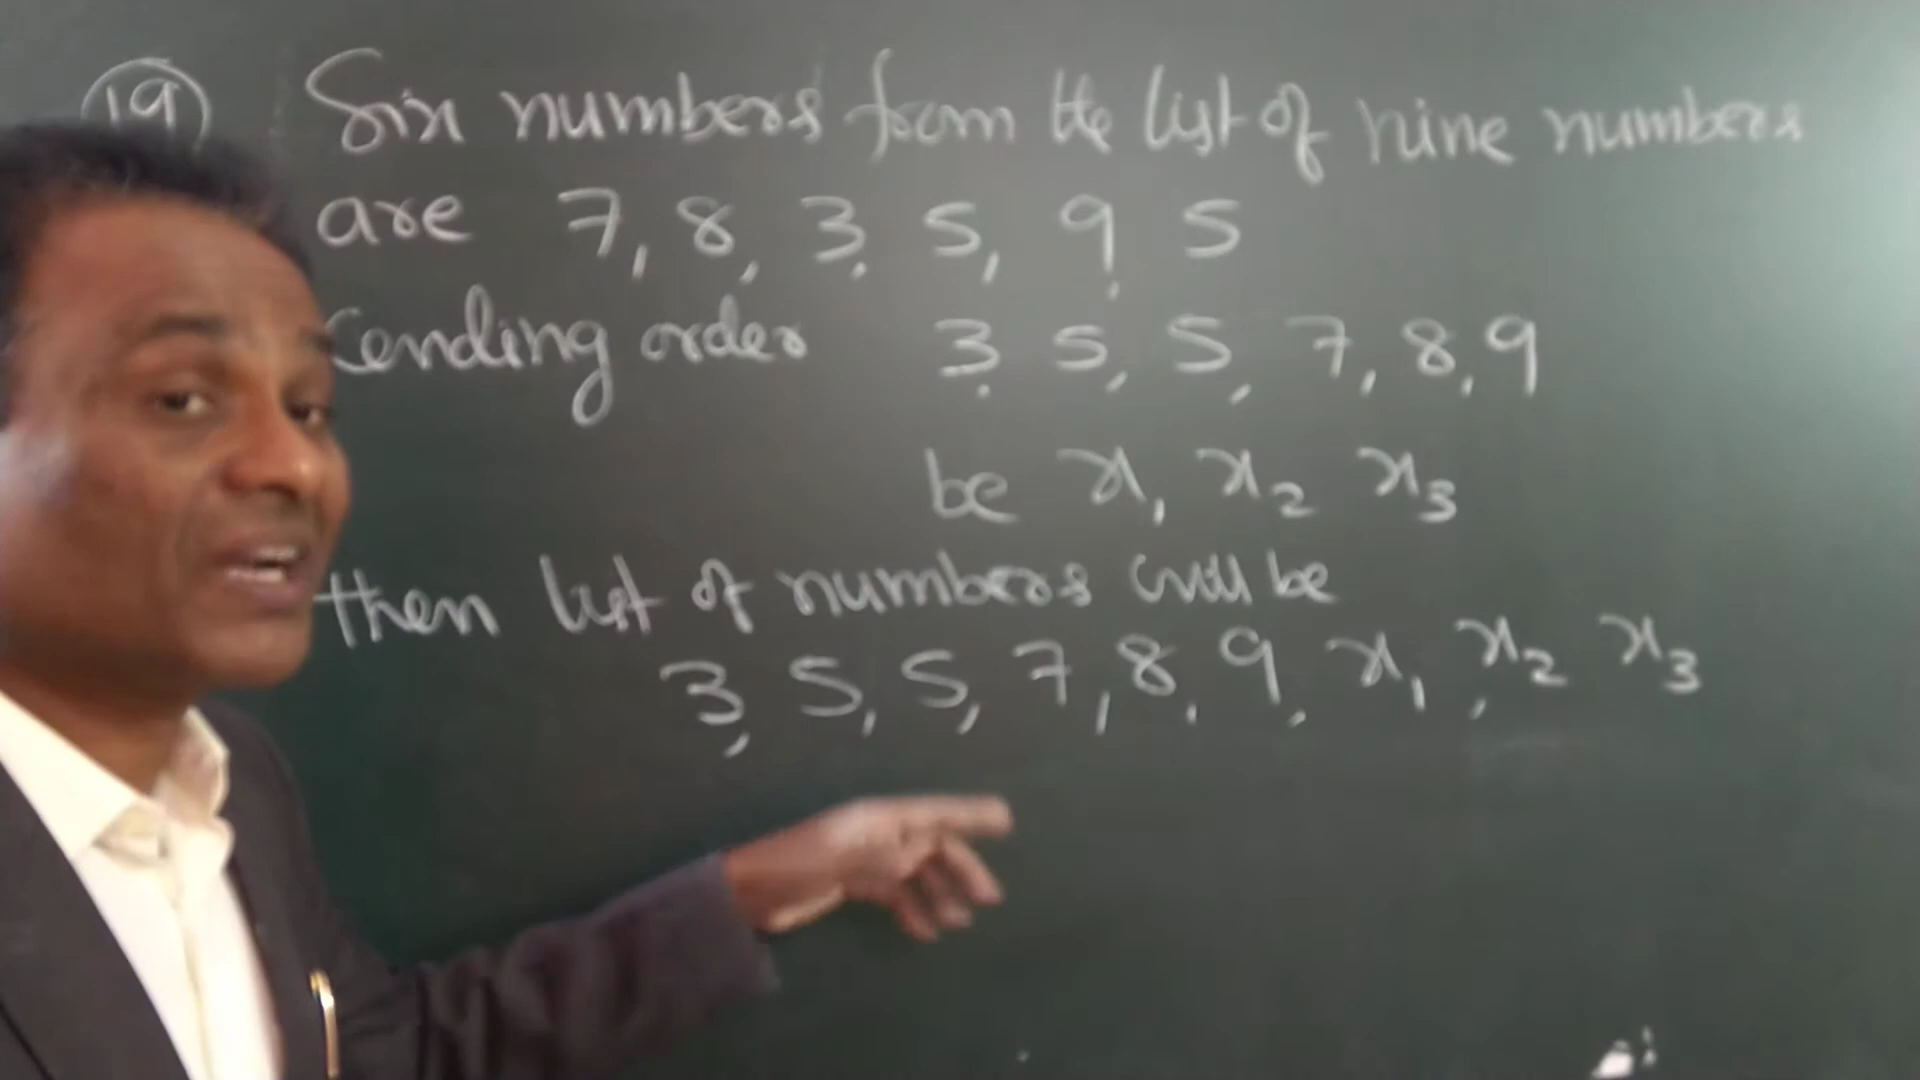 19 Six numbers from the list of nine numbers
are 7, 8, 3, 5, 9, 5
cending order 3, 5, 5, 7, 8, 9
be x1 x2 x3
then list of numbers will be
3, 5, 5, 7, 8, 9, x1, x2 x3